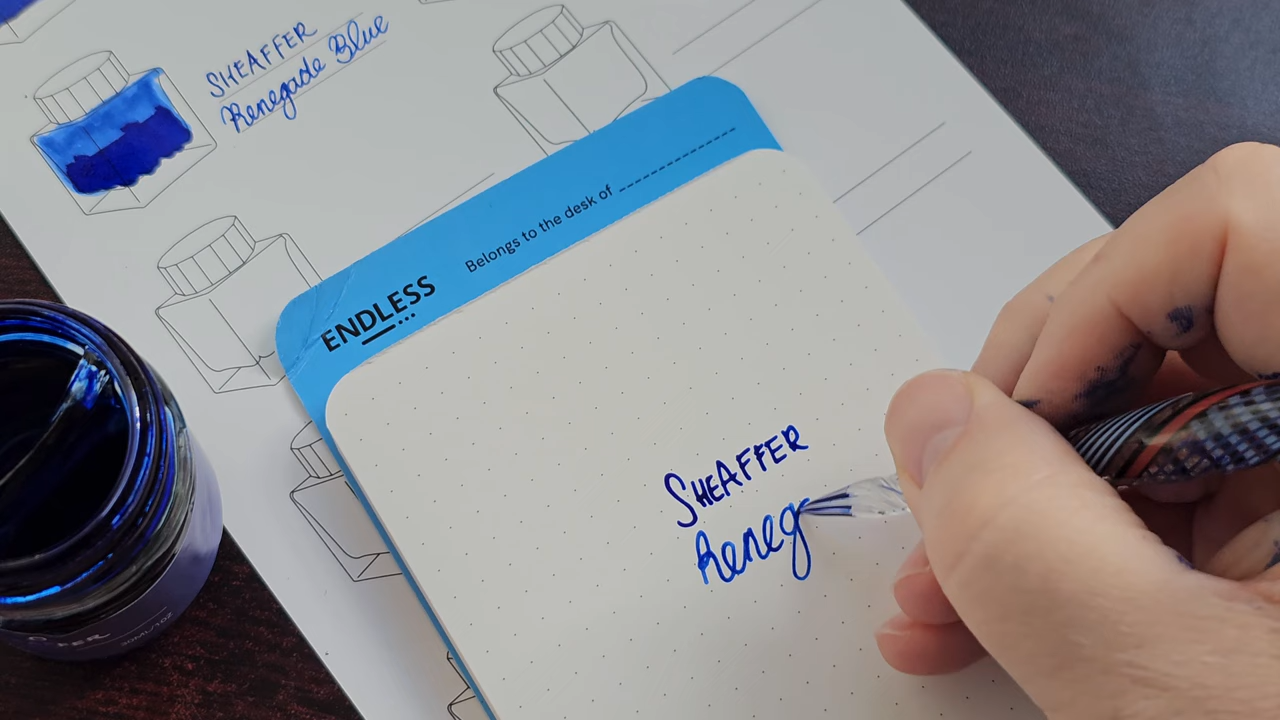 SHEAFFER
Renegade Blue
Belongs to the desk of
ENDLESS
SHEAFFER
Reneg